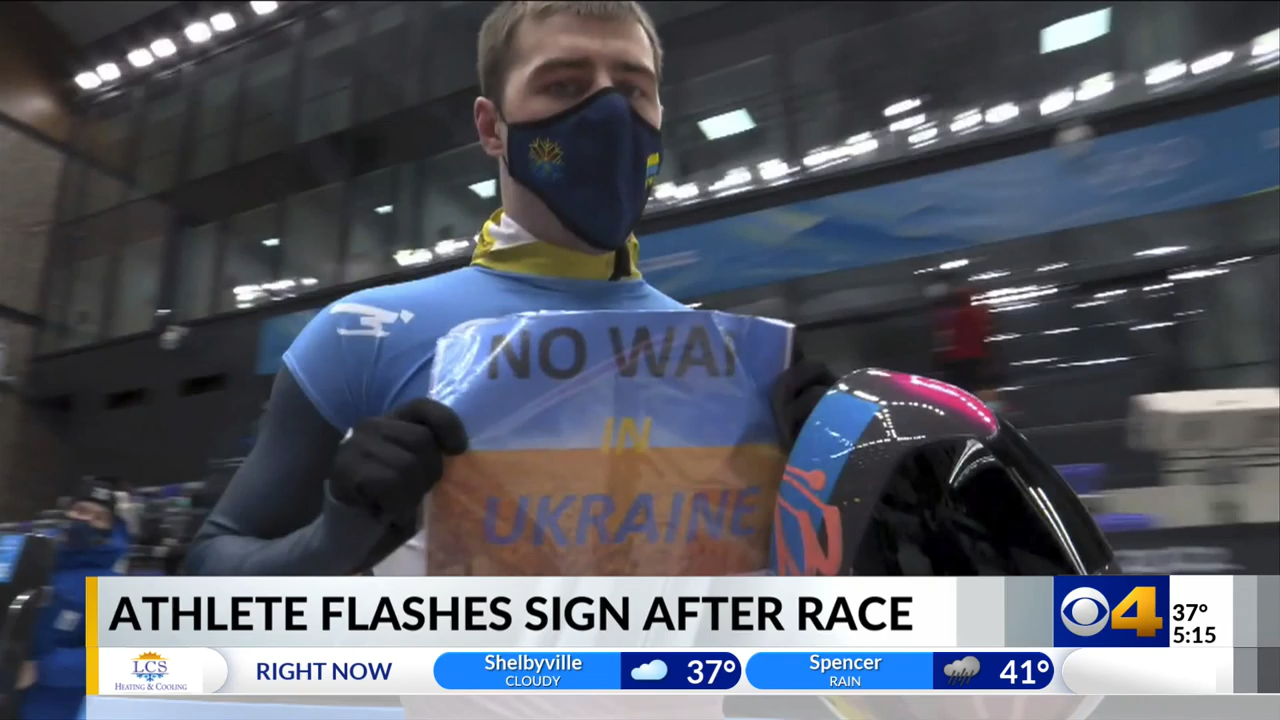 NO WAR
IN
UKRAINE
ATHLETE FLASHES SIGN AFTER RACE
4
37°
5:15
LCS
HEATING & COOLING
RIGHT NOW
Shelbyville
CLOUDY
37°
Spencer
RAIN
41°